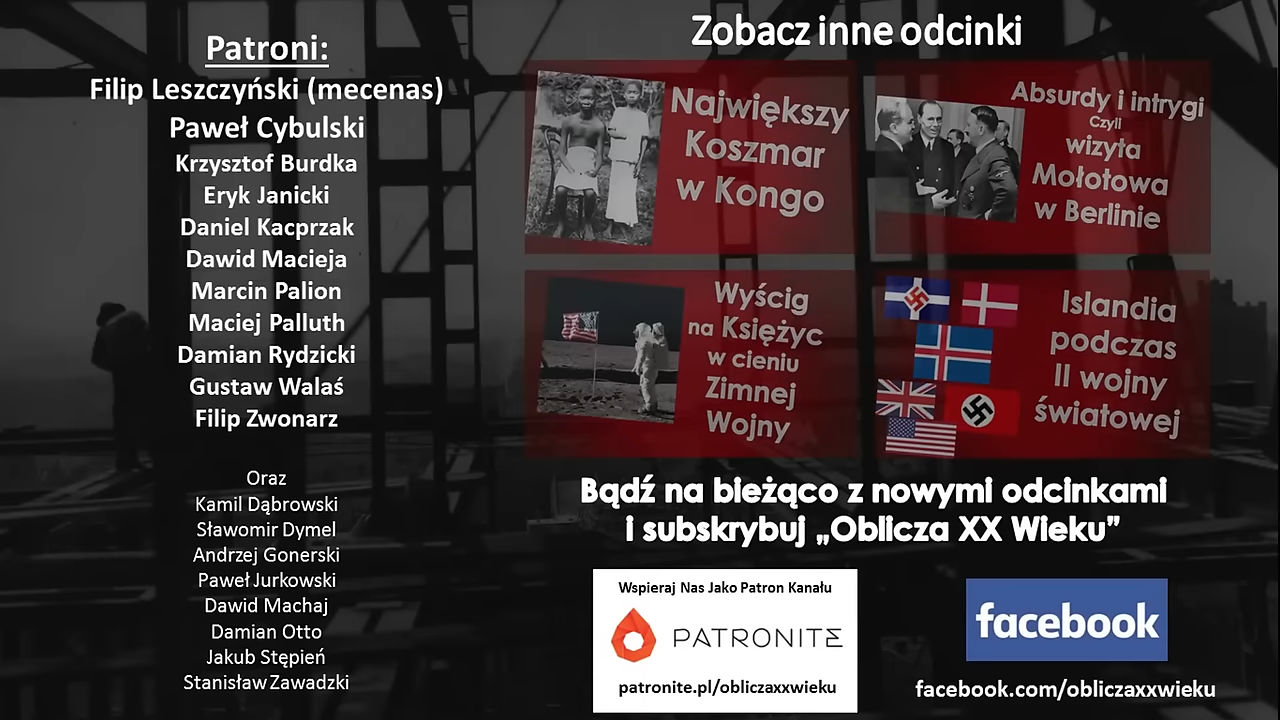 Patroni:
Filip Leszczyński (mecenas)
Paweł Cybulski
Krzysztof Burdka
Eryk Janicki
Daniel Kacprzak
Dawid Macieja
Marcin Palion
Maciej Palluth
Damian Rydzicki
Gustaw Walaś
Filip Zwonarz
Oraz
Kamil Dąbrowski
Sławomir Dymel
Andrzej Gonerski
Paweł Jurkowski
Dawid Machaj
Damian Otto
Jakub Stępień
Stanisław Zawadzki
Zobacz inne odcinki
Największy
Koszmar
w Kongo
Absurdy i intrygi
Czyli
wizyta
Mołotowa
w Berlinie
Wyścig
na Księżyc
w cieniu
Zimnej
Wojny
Islandia
podczas
II wojny
światowej
Bądź na bieżąco z nowymi odcinkami
i subskrybuj „Oblicza XX Wieku”
Wspieraj Nas Jako Patron Kanału
PATRONITE
patronite.pl/obliczaxxwieku
facebook
facebook.com/obliczaxxwieku